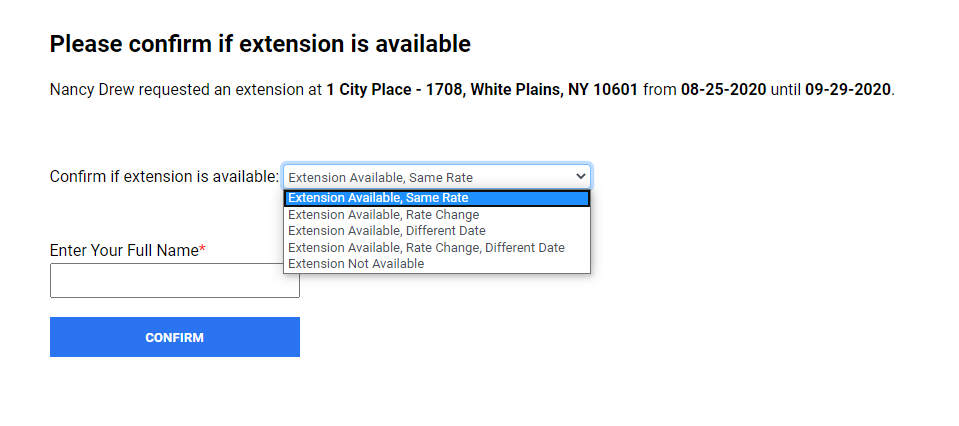 Please confirm if extension is available
Nancy Drew requested an extension at 1 City Place - 1708, White Plains, NY 10601 from 08-25-2020 until 09-29-2020.
Confirm if extension is available: Extension Available, Same Rate
Extension Available, Same Rate
Extension Available, Rate Change
Extension Available, Different Date
Extension Available, Rate Change, Different Date
Extension Not Available
Enter Your Full Name*
CONFIRM